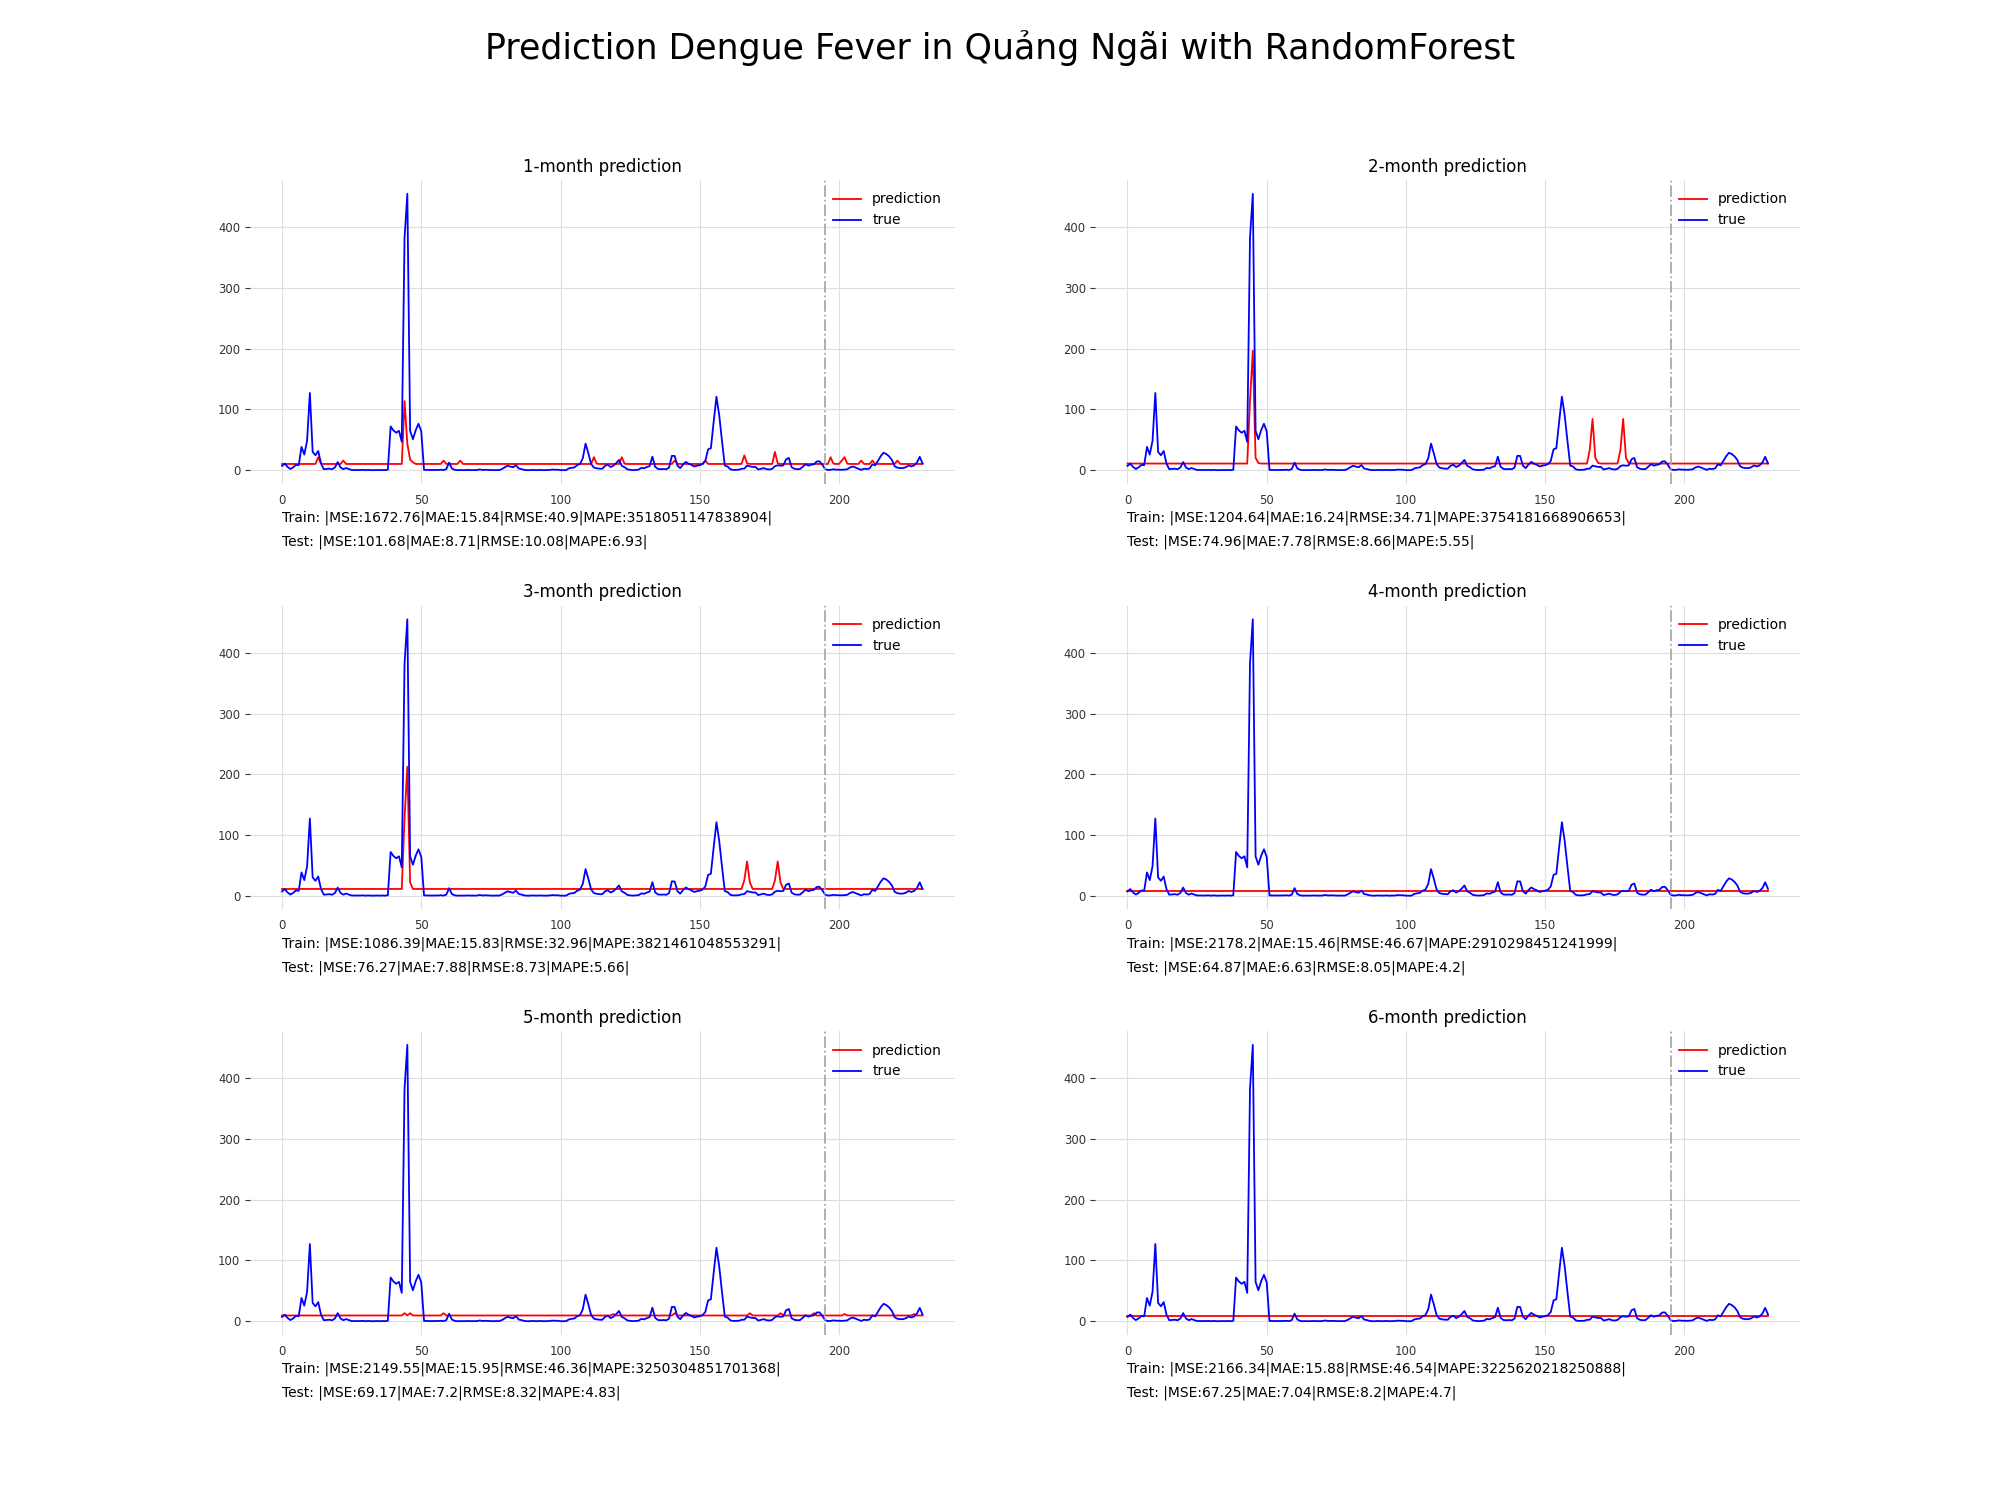 Prediction Dengue Fever in Quảng Ngãi with RandomForest
1-month prediction
prediction
true
400
300
200
100
0
0 50 100 150 200
Train: |MSE:1672.76|MAE:15.84|RMSE:40.9|MAPE:3518051147838904|
Test: |MSE:101.68|MAE:8.71|RMSE:10.08|MAPE:6.93|
2-month prediction
prediction
true
400
300
200
100
0
0 50 100 150 200
Train: |MSE:1204.64|MAE:16.24|RMSE:34.71|MAPE:3754181668906653|
Test: |MSE:74.96|MAE:7.78|RMSE:8.66|MAPE:5.55|
3-month prediction
prediction
true
400
300
200
100
0
0 50 100 150 200
Train: |MSE:1086.39|MAE:15.83|RMSE:32.96|MAPE:3821461048553291|
Test: |MSE:76.27|MAE:7.88|RMSE:8.73|MAPE:5.66|
4-month prediction
prediction
true
400
300
200
100
0
0 50 100 150 200
Train: |MSE:2178.2|MAE:15.46|RMSE:46.67|MAPE:2910298451241999|
Test: |MSE:64.87|MAE:6.63|RMSE:8.05|MAPE:4.2|
5-month prediction
prediction
true
400
300
200
100
0
0 50 100 150 200
Train: |MSE:2149.55|MAE:15.95|RMSE:46.36|MAPE:3250304851701368|
Test: |MSE:69.17|MAE:7.2|RMSE:8.32|MAPE:4.83|
6-month prediction
prediction
true
400
300
200
100
0
0 50 100 150 200
Train: |MSE:2166.34|MAE:15.88|RMSE:46.54|MAPE:3225620218250888|
Test: |MSE:67.25|MAE:7.04|RMSE:8.2|MAPE:4.7|